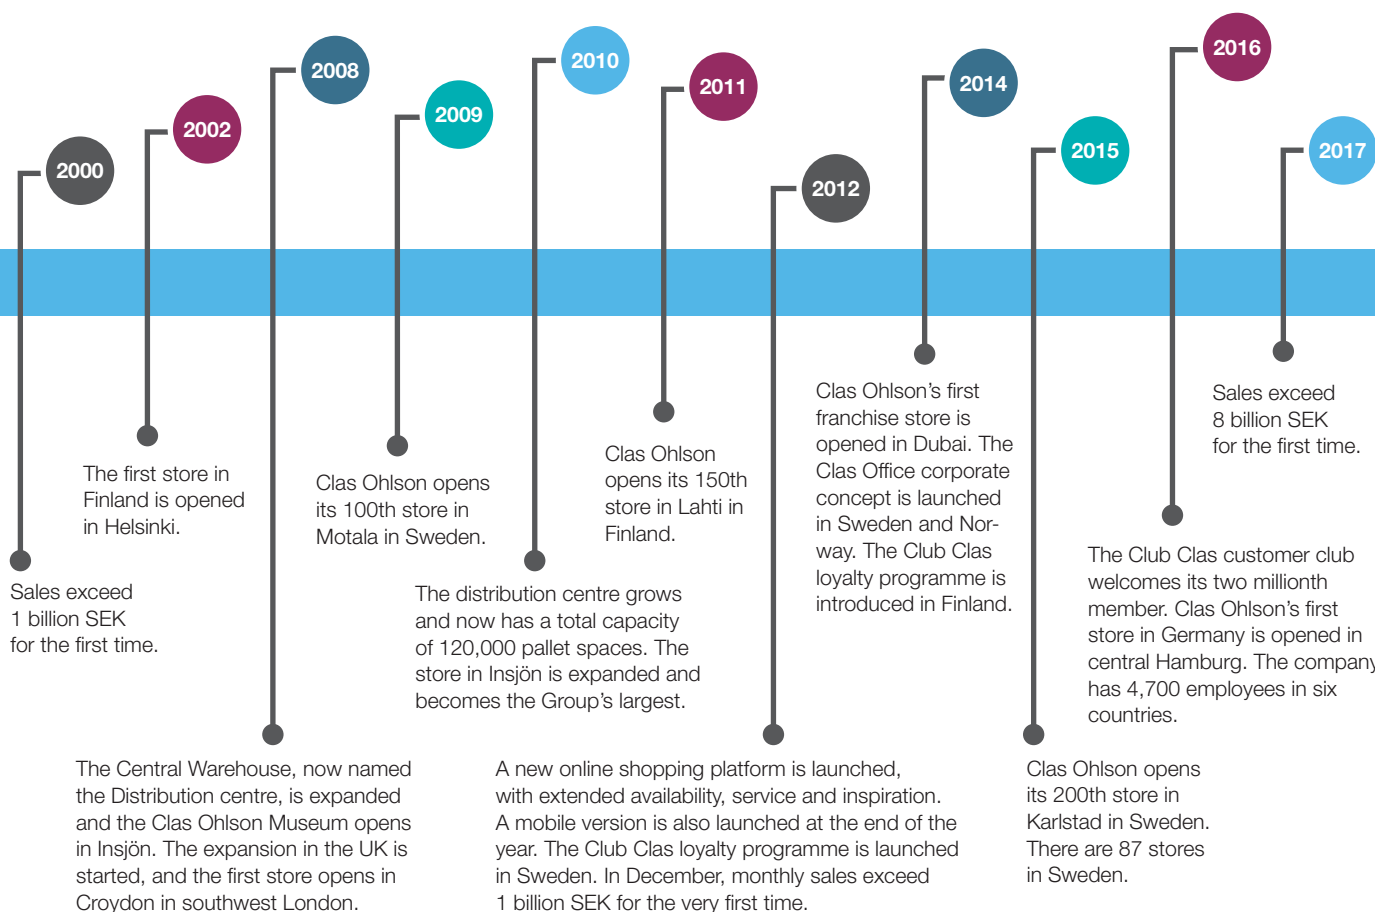 2000
Sales exceed
1 billion SEK
for the first time.
2002
The first store in
Finland is opened
in Helsinki.
2008
The Central Warehouse, now named
the Distribution centre, is expanded
and the Clas Ohlson Museum opens
in Insjön. The expansion in the UK is
started, and the first store opens in
Croydon in southwest London.
2009
Clas Ohlson opens
its 100th store in
Motala in Sweden.
2010
The distribution centre grows
and now has a total capacity
of 120,000 pallet spaces. The
store in Insjön is expanded and
becomes the Group’s largest.
2011
Clas Ohlson
opens its 150th
store in Lahti in
Finland.
2012
A new online shopping platform is launched,
with extended availability, service and inspiration.
A mobile version is also launched at the end of the
year. The Club Clas loyalty programme is launched
in Sweden. In December, monthly sales exceed
1 billion SEK for the very first time.
2014
Clas Ohlson’s first
franchise store is
opened in Dubai. The
Clas Office corporate
concept is launched
in Sweden and Nor-
way. The Club Clas
loyalty programme is
introduced in Finland.
2015
Clas Ohlson opens
its 200th store in
Karlstad in Sweden.
There are 87 stores
in Sweden.
2016
The Club Clas customer club
welcomes its two millionth
member. Clas Ohlson’s first
store in Germany is opened in
central Hamburg. The company
has 4,700 employees in six
countries.
2017
Sales exceed
8 billion SEK
for the first time.